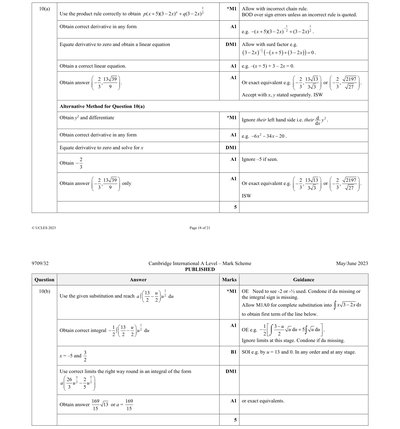 10(a)
Use the product rule correctly to obtain p(x+5)(3−2x)^{−1/2} + q(3−2x)^{1/2}
*M1
Allow with incorrect chain rule.
BOD over sign errors unless an incorrect rule is quoted.
Obtain correct derivative in any form
A1
e.g. −(x+5)(3−2x)^{−1/2} + (3−2x)^{1/2}.
Equate derivative to zero and obtain a linear equation
DM1
Allow with surd factor e.g.
(3−2x)^{−1/2}(−(x+5)+(3−2x)) = 0.
Obtain a correct linear equation.
A1
e.g. −(x + 5) + 3 − 2x = 0.
Obtain answer (−2/3, 13√39/9)
A1
Or exact equivalent e.g. (−2/3, 13√13/3√3) or (−2/3, √2197/√27).
Accept with x, y stated separately. ISW
Alternative Method for Question 10(a)
Obtain y² and differentiate
*M1
Ignore their left hand side i.e. their d/dx y².
Obtain correct derivative in any form
A1
e.g. −6x² − 34x − 20.
Equate derivative to zero and solve for x
DM1
Obtain −2/3
A1
Ignore −5 if seen.
Obtain answer (−2/3, 13√39/9) only
A1
Or exact equivalent e.g. (−2/3, 13√13/3√3) or (−2/3, √2197/√27).
ISW
5
© UCLES 2023
Page 18 of 21
9709/32
Cambridge International A Level – Mark Scheme
PUBLISHED
May/June 2023
Question
Answer
Marks
Guidance
10(b)
Use the given substitution and reach a∫(13/2 − u/2)u^{1/2} du
*M1
OE Need to see -2 or -½ used. Condone if du missing or
the integral sign is missing.
Allow M1A0 for complete substitution into ∫x√3−2x dx
to obtain first term of the line below.
Obtain correct integral −1/2∫(13/2 − u/2)u^{1/2} du
A1
OE e.g. −1/2[∫(3−u)/2 √u du + 5∫√u du].
Ignore limits at this stage. Condone if du missing.
x = –5 and 3/2
B1
SOI e.g. by u = 13 and 0. In any order and at any stage.
Use correct limits the right way round in an integral of the form
a(26/3 u^{3/2} − 2/5 u^{5/2})
DM1
Obtain answer 169/15 √13 or a = 169/15
A1
or exact equivalents.
5